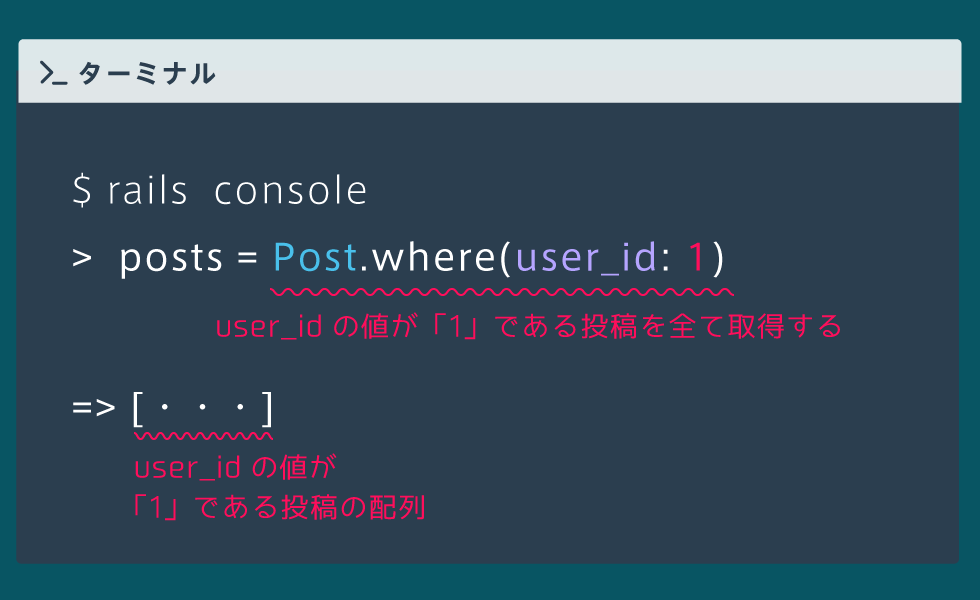 >_ ターミナル
$ rails console
> posts = Post.where(user_id: 1)
user_id の値が「1」である投稿を全て取得する
=> [・・・]
user_id の値が
「1」である投稿の配列